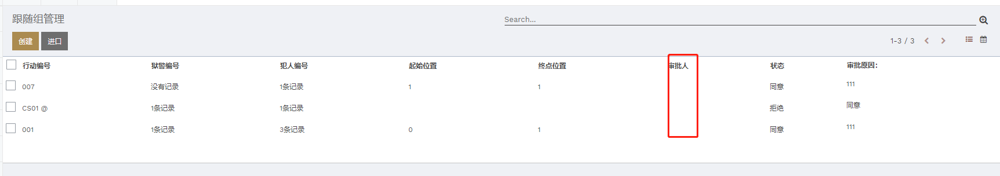 跟随组管理
Search...
创建 进口
1-3 / 3
行动编号 狱警编号 犯人编号 起始位置 终点位置 审批人 状态 审批原因:
007 没有记录 1条记录 1 1 同意 111
CS01 @ 1条记录 1条记录 拒绝 同意
001 1条记录 3条记录 0 1 同意 111